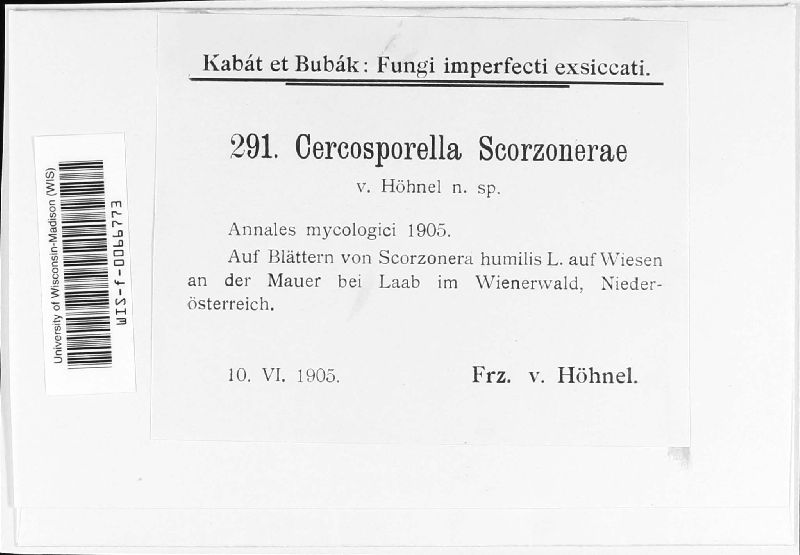 Kabát et Bubák: Fungi imperfecti exsiccati.
291. Cercosporella Scorzonerae
v. Höhnel n. sp.
Annales mycologici 1905.
Auf Blättern von Scorzonera humilis L. auf Wiesen
an der Mauer bei Laab im Wienerwald, Nieder-
österreich.
10. VI. 1905.
Frz. v. Höhnel.
University of Wisconsin-Madison (WIS)
WIS-f-0066773